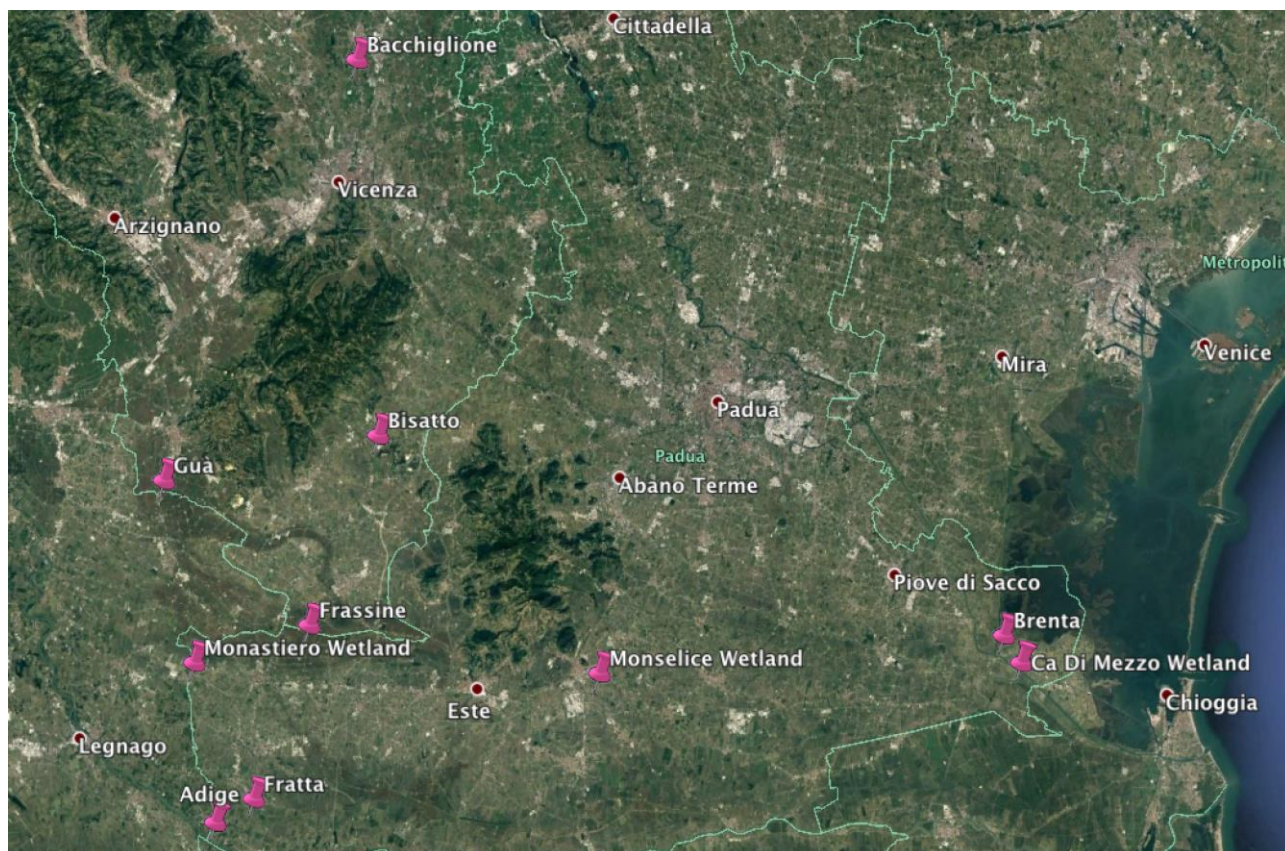 Cittadella
Bacchiglione
Vicenza
Arzignano
Metropolit
Venice
Mira
Padua
Bisatto
Padua
Guà
Abano Terme
Piove di Sacco
Frassine
Brenta
Monastiero Wetland
Monselice Wetland
Ca Di Mezzo Wetland
Chioggia
Este
Legnago
Fratta
Adige